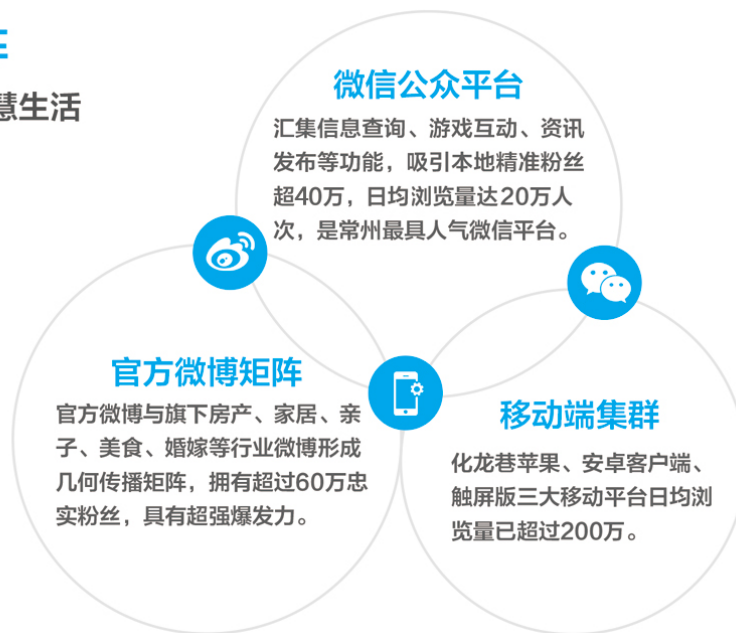 慧生活
微信公众平台
汇集信息查询、游戏互动、资讯
发布等功能，吸引本地精准粉丝
超40万，日均浏览量达20万人
次，是常州最具人气微信平台。
官方微博矩阵
官方微博与旗下房产、家居、亲
子、美食、婚嫁等行业微博形成
几何传播矩阵，拥有超过60万忠
实粉丝，具有超强爆发力。
移动端集群
化龙巷苹果、安卓客户端、
触屏版三大移动平台日均浏
览量已超过200万。